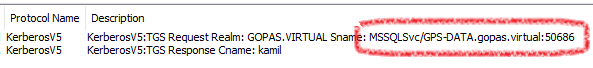 Protocol Name Description
KerberosV5 KerberosV5:TGS Request Realm: GOPAS.VIRTUAL Sname: MSSQLSvc/GPS-DATA.gopas.virtual:50686
KerberosV5 KerberosV5:TGS Response Cname: kamil